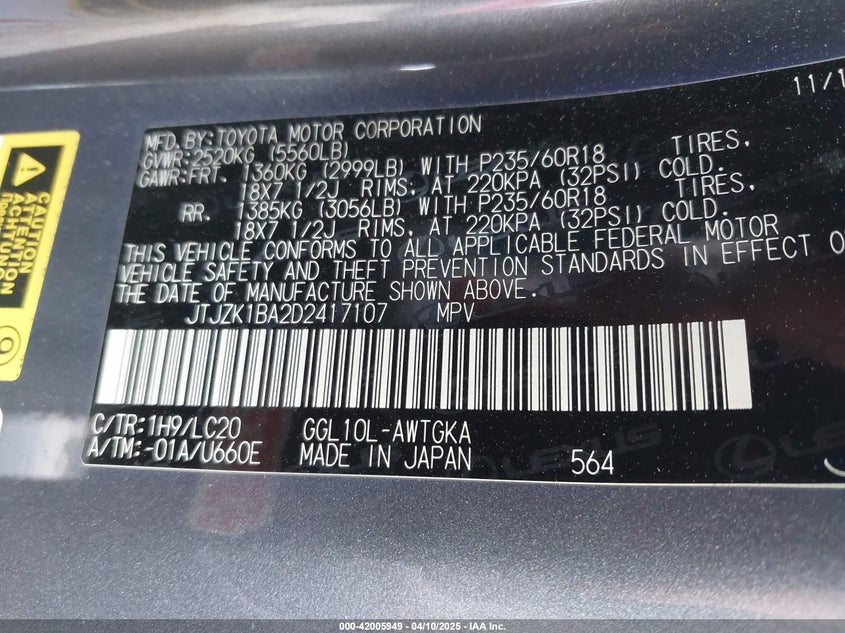 11/1
MFD. BY: TOYOTA MOTOR CORPORATION
GVWR: 2520KG (5560LB)
GAWR: FRT. 1360KG (2999LB) WITH P235/60R18 TIRES,
18X7 1/2J RIMS, AT 220KPA (32PSI) COLD.
RR. 1385KG (3056LB) WITH P235/60R18 TIRES,
18X7 1/2J RIMS, AT 220KPA (32PSI) COLD.
THIS VEHICLE CONFORMS TO ALL APPLICABLE FEDERAL MOTOR
VEHICLE SAFETY AND THEFT PREVENTION STANDARDS IN EFFECT O
THE DATE OF MANUFACTURE SHOWN ABOVE.
JTJZK1BA2D2417107 MPV
C/TR: 1H9/LC20 GGL10L-AWTGKA
A/TM: -01A/U660E MADE IN JAPAN 564
LEXUS
CAUTION
ATTENTION
ACHTUNG
000-42005949 - 04/10/2025 - IAA Inc.